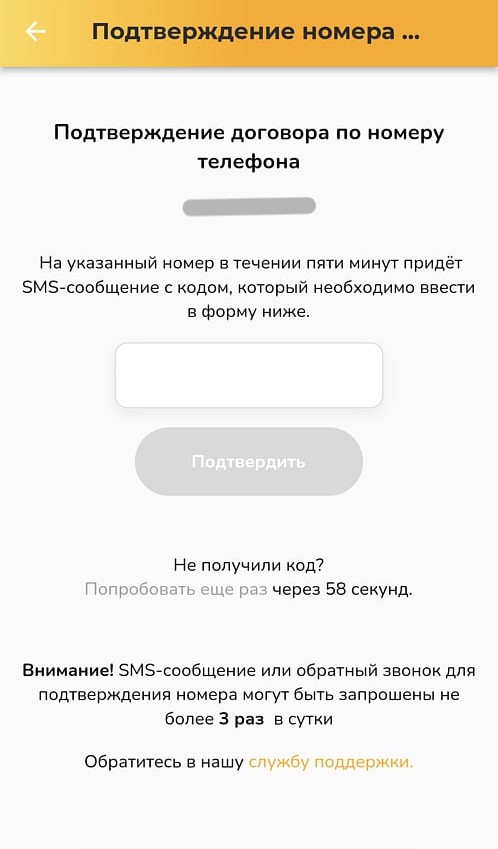 Подтверждение номера ...
Подтверждение договора по номеру
телефона
На указанный номер в течении пяти минут придёт
SMS-сообщение с кодом, который необходимо ввести
в форму ниже.
Подтвердить
Не получили код?
Попробовать еще раз через 58 секунд.
Внимание! SMS-сообщение или обратный звонок для
подтверждения номера могут быть запрошены не
более 3 раз в сутки
Обратитесь в нашу службу поддержки.